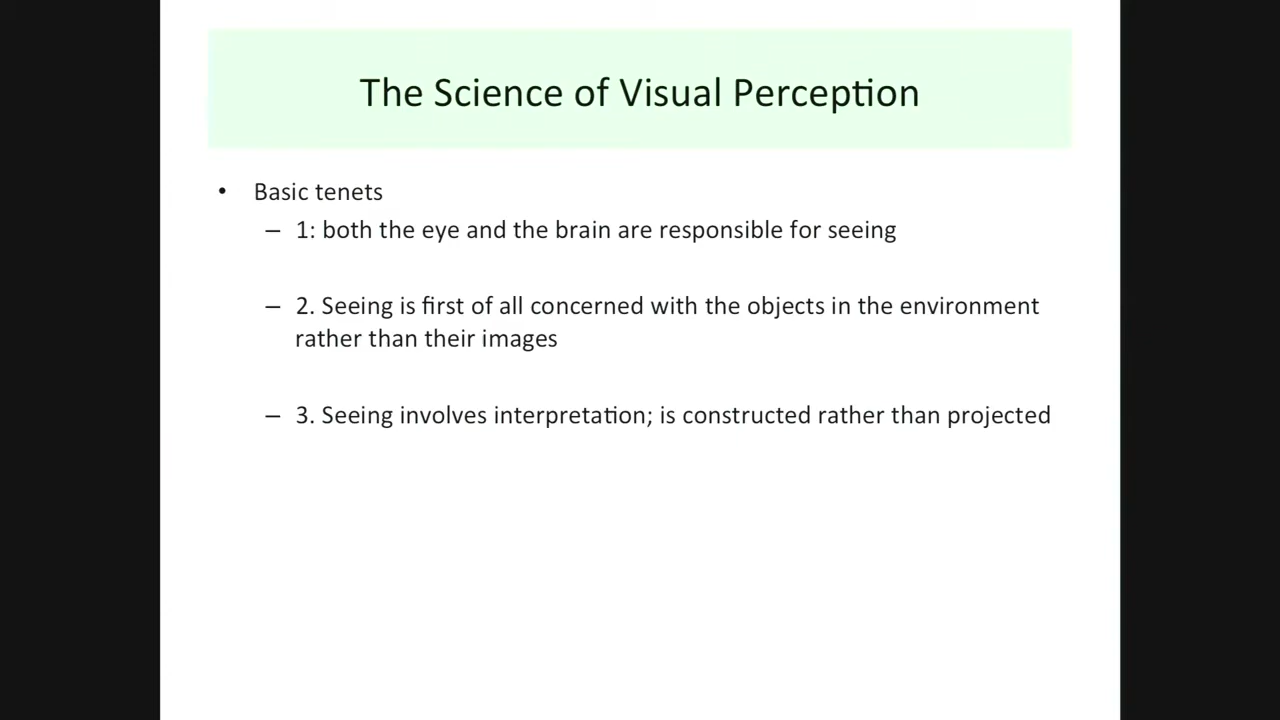 The Science of Visual Perception
• Basic tenets
– 1: both the eye and the brain are responsible for seeing
– 2. Seeing is first of all concerned with the objects in the environment
rather than their images
– 3. Seeing involves interpretation; is constructed rather than projected